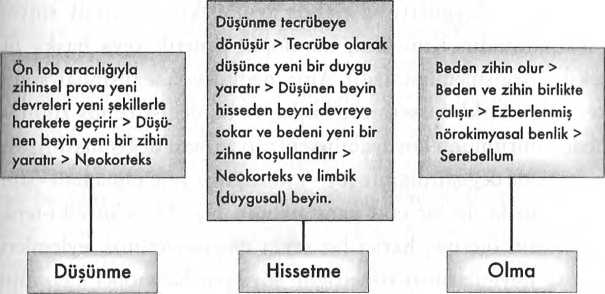 Ön lob aracılığıyla
zihinsel prova yeni
devreleri yeni şekillerle
harekete geçirir > Düşü-
nen beyin yeni bir zihin
yaratır > Neokorteks
Düşünme
Düşünme tecrübeye
dönüşür > Tecrübe olarak
düşünce yeni bir duygu
yaratır > Düşünen beyin
hisseden beyni devreye
sokar ve bedeni yeni bir
zihne koşullandırır >
Neokorteks ve limbik
(duygusal) beyin.
Hissetme
Beden zihin olur >
Beden ve zihin birlikte
çalışır > Ezberlenmiş
nörokimyasal benlik >
Serebellum
Olma